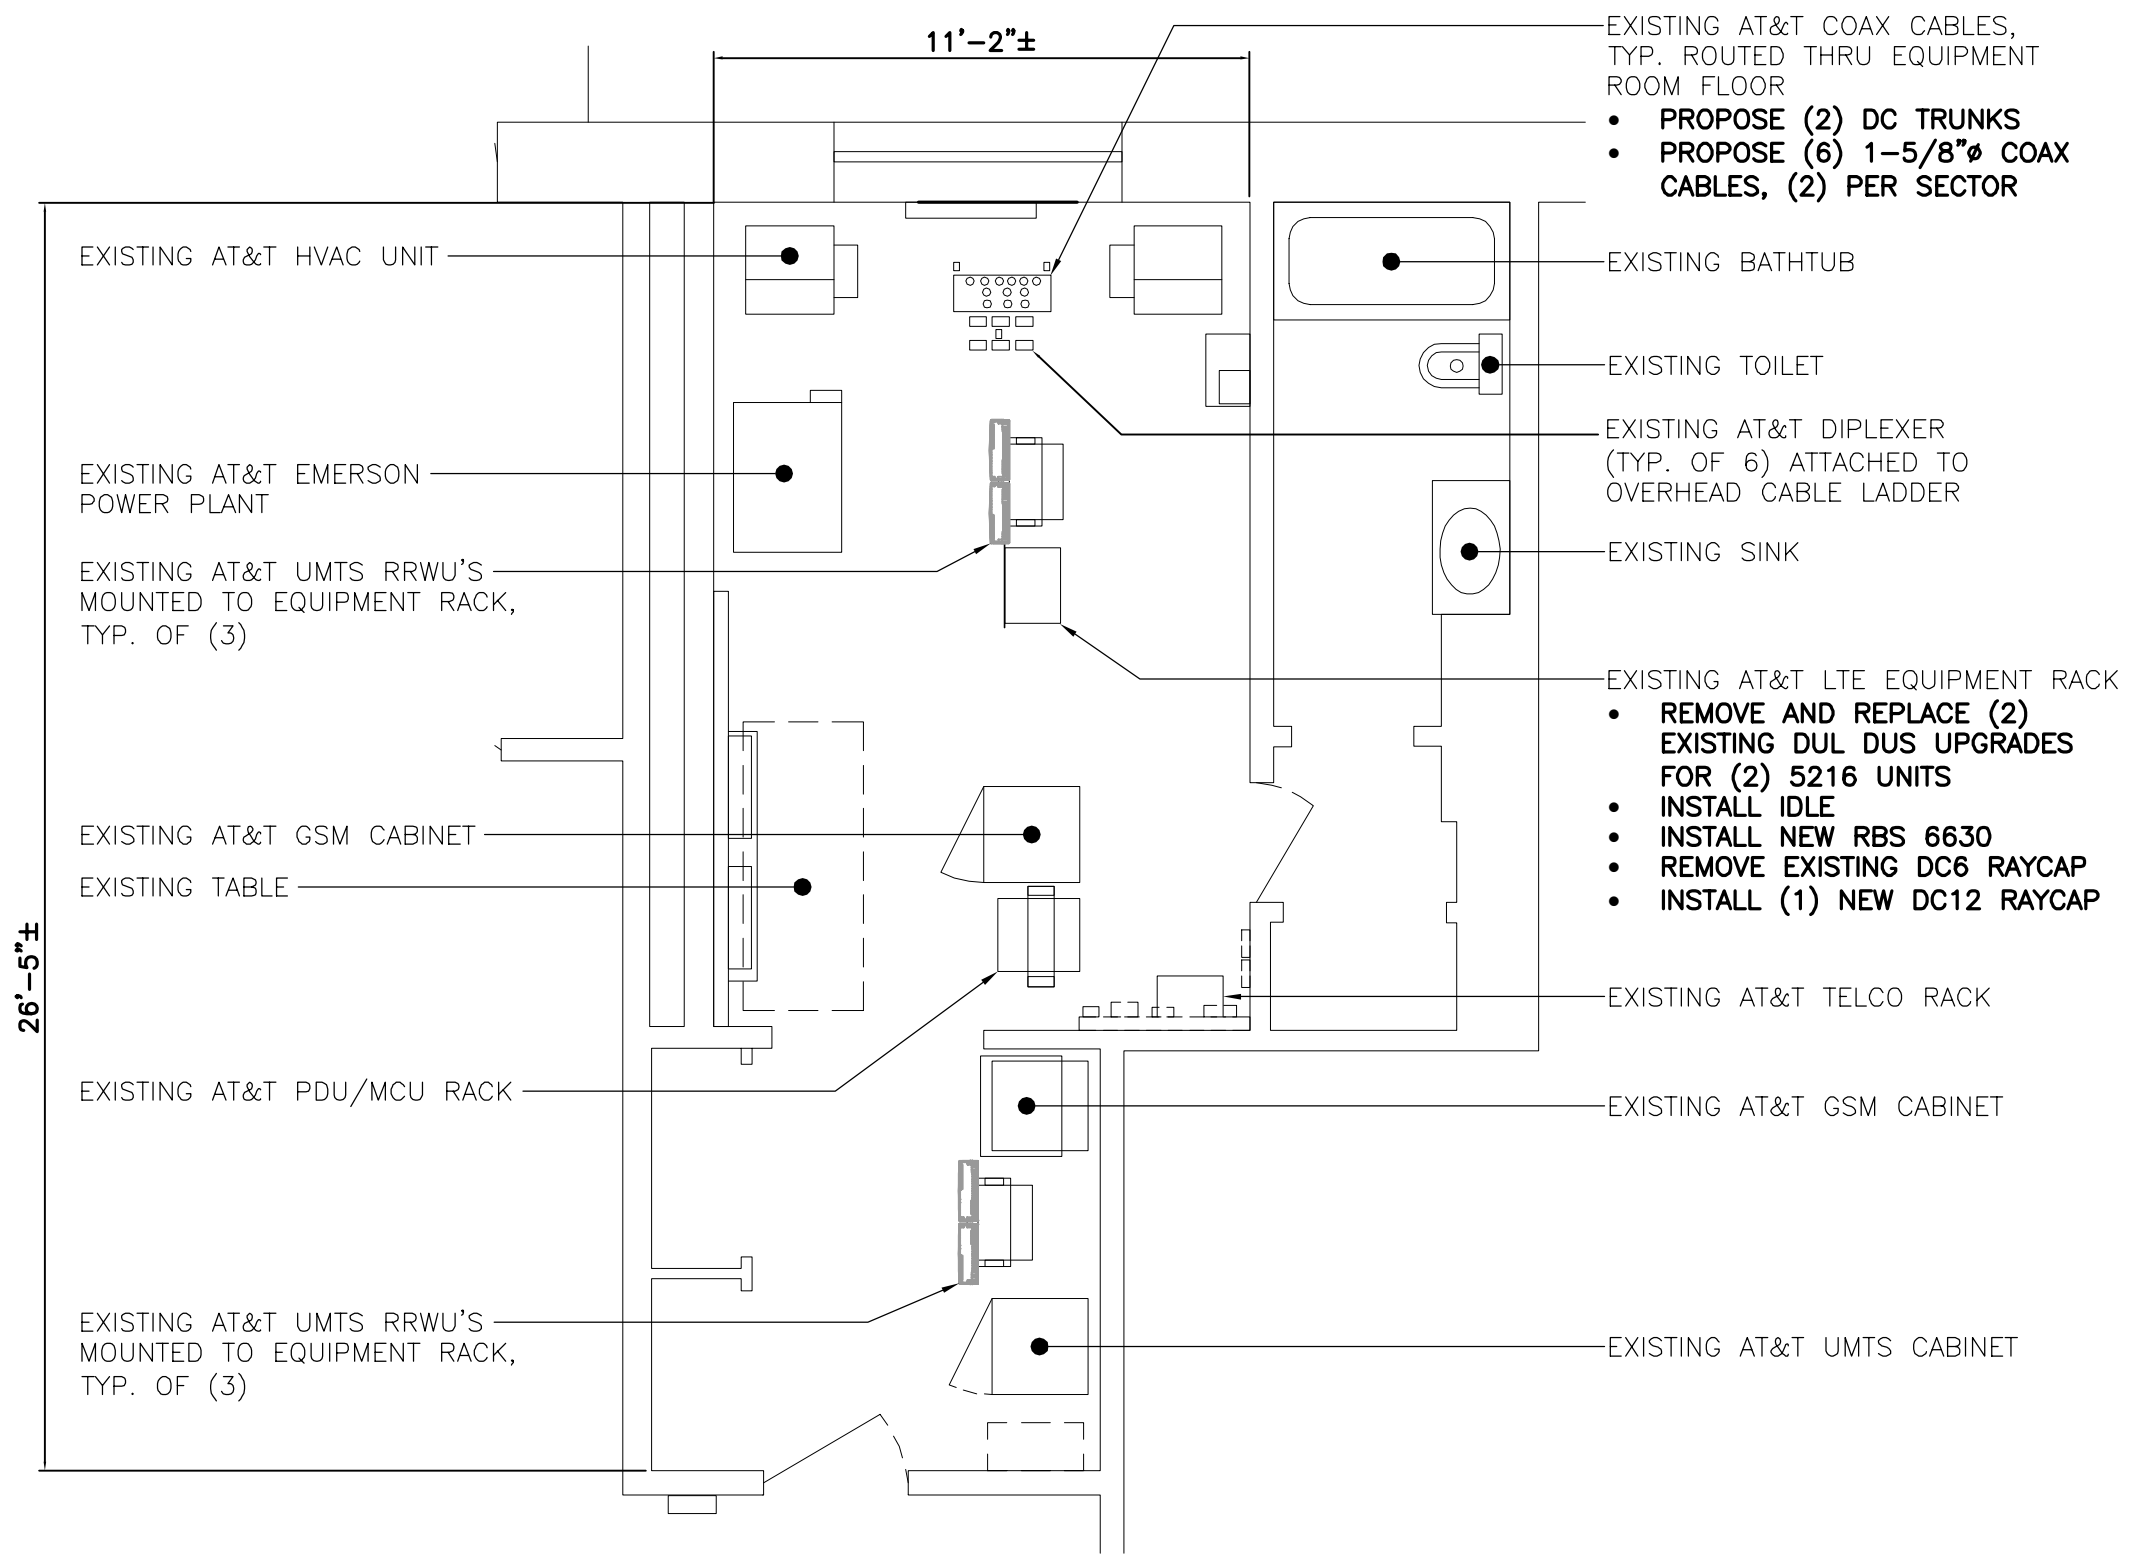 11'-2"±
EXISTING AT&T COAX CABLES,
TYP. ROUTED THRU EQUIPMENT
ROOM FLOOR
• PROPOSE (2) DC TRUNKS
• PROPOSE (6) 1-5/8"ø COAX
CABLES, (2) PER SECTOR
EXISTING AT&T HVAC UNIT
EXISTING BATHTUB
EXISTING TOILET
EXISTING AT&T DIPLEXER
(TYP. OF 6) ATTACHED TO
OVERHEAD CABLE LADDER
EXISTING AT&T EMERSON
POWER PLANT
EXISTING SINK
EXISTING AT&T UMTS RRWU'S
MOUNTED TO EQUIPMENT RACK,
TYP. OF (3)
EXISTING AT&T LTE EQUIPMENT RACK
• REMOVE AND REPLACE (2)
EXISTING DUL DUS UPGRADES
FOR (2) 5216 UNITS
• INSTALL IDLE
• INSTALL NEW RBS 6630
• REMOVE EXISTING DC6 RAYCAP
• INSTALL (1) NEW DC12 RAYCAP
EXISTING AT&T GSM CABINET
EXISTING TABLE
26'-5"±
EXISTING AT&T TELCO RACK
EXISTING AT&T PDU/MCU RACK
EXISTING AT&T GSM CABINET
EXISTING AT&T UMTS RRWU'S
MOUNTED TO EQUIPMENT RACK,
TYP. OF (3)
EXISTING AT&T UMTS CABINET